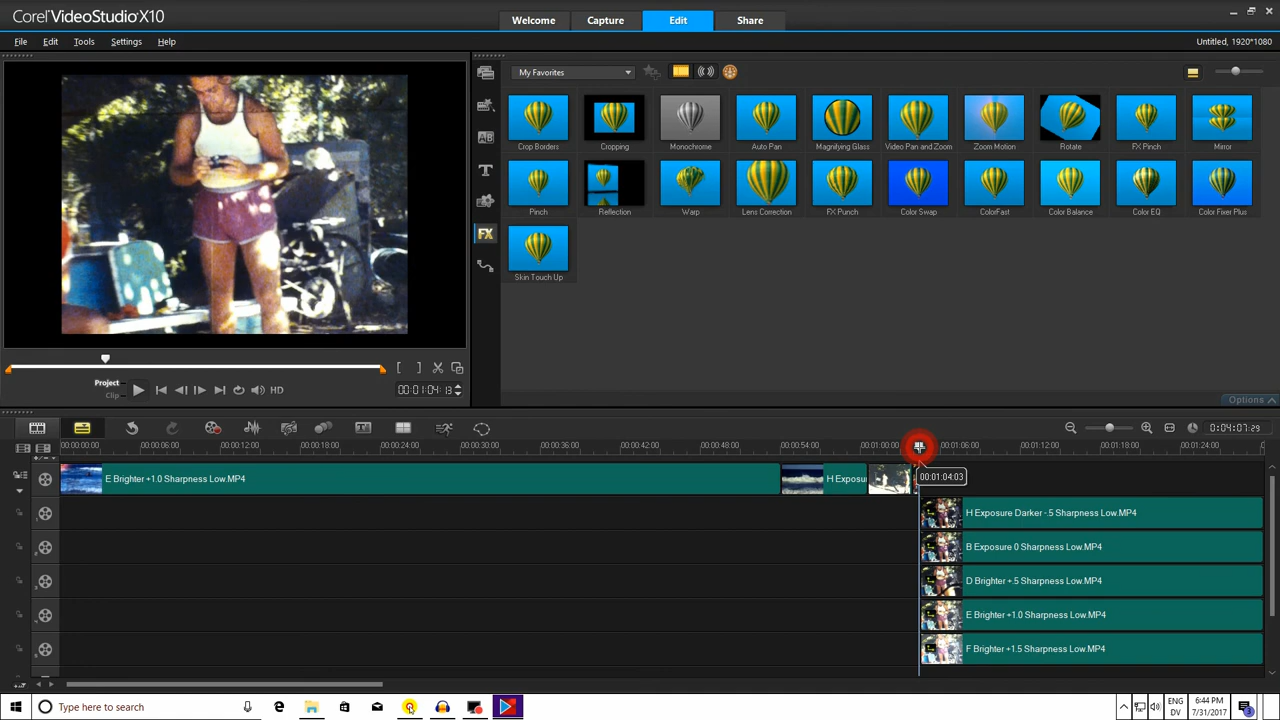 Corel VideoStudio X10
Welcome
Capture
Edit
Share
File
Edit
Tools
Settings
Help
Untitled, 1920*1080
My Favorites
Crop Borders
Cropping
Monochrome
Auto Pan
Magnifying Glass
Video Pan and Zoom
Zoom Motion
Rotate
FX Pinch
Mirror
Pinch
Reflection
Warp
Lens Correction
FX Punch
Color Swap
ColorFast
Color Balance
Color EQ
Color Fixer Plus
Skin Touch Up
Project
Clip
HD
00:01:04:13
Options
0:04:07:29
00:00:00:00
00:00:06:00
00:00:12:00
00:00:18:00
00:00:24:00
00:00:30:00
00:00:36:00
00:00:42:00
00:00:48:00
00:00:54:00
00:01:00:00
00:01:06:00
00:01:12:00
00:01:18:00
00:01:24:00
E Brighter +1.0 Sharpness Low.MP4
H Exposu
00:01:04:03
H Exposure Darker -.5 Sharpness Low.MP4
B Exposure 0 Sharpness Low.MP4
D Brighter +.5 Sharpness Low.MP4
E Brighter +1.0 Sharpness Low.MP4
F Brighter +1.5 Sharpness Low.MP4
Type here to search
ENG
DV
6:44 PM
7/31/2017
3